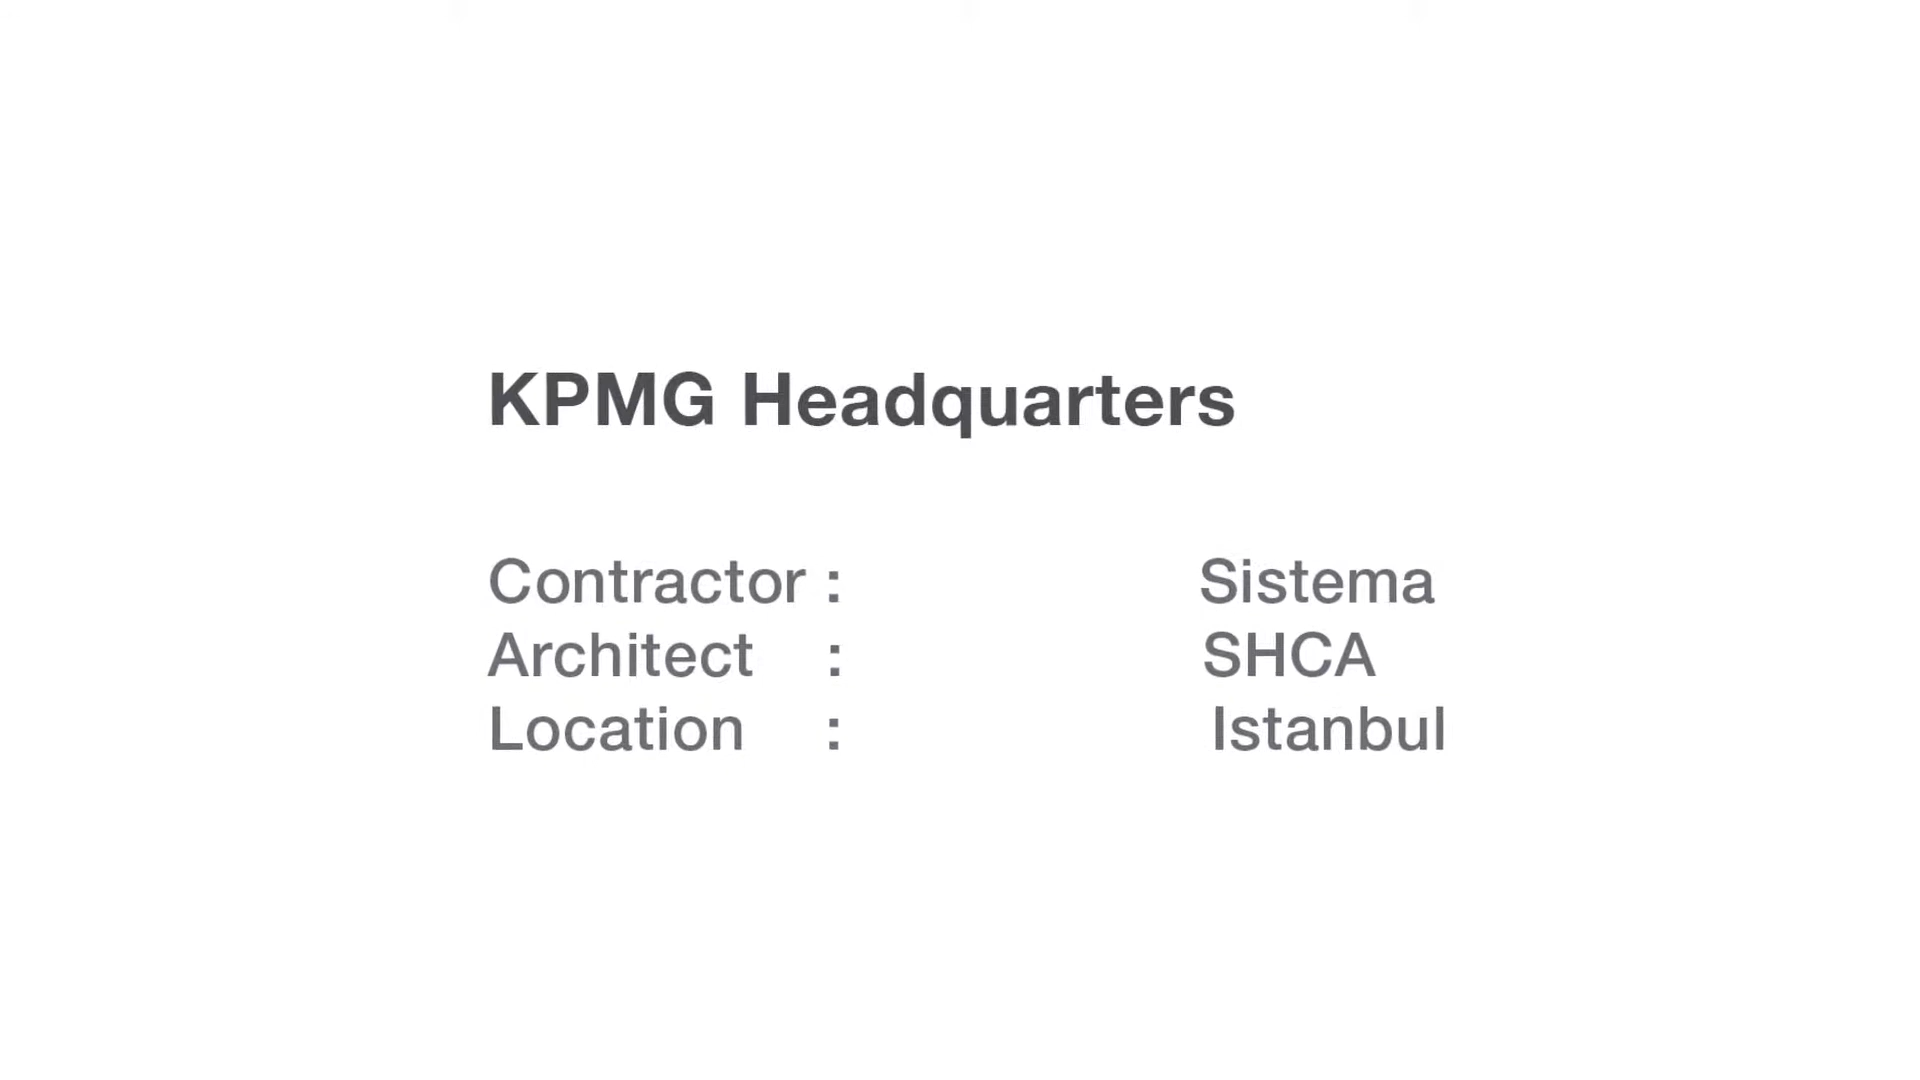 KPMG Headquarters
Contractor : Sistema
Architect : SHCA
Location : Istanbul